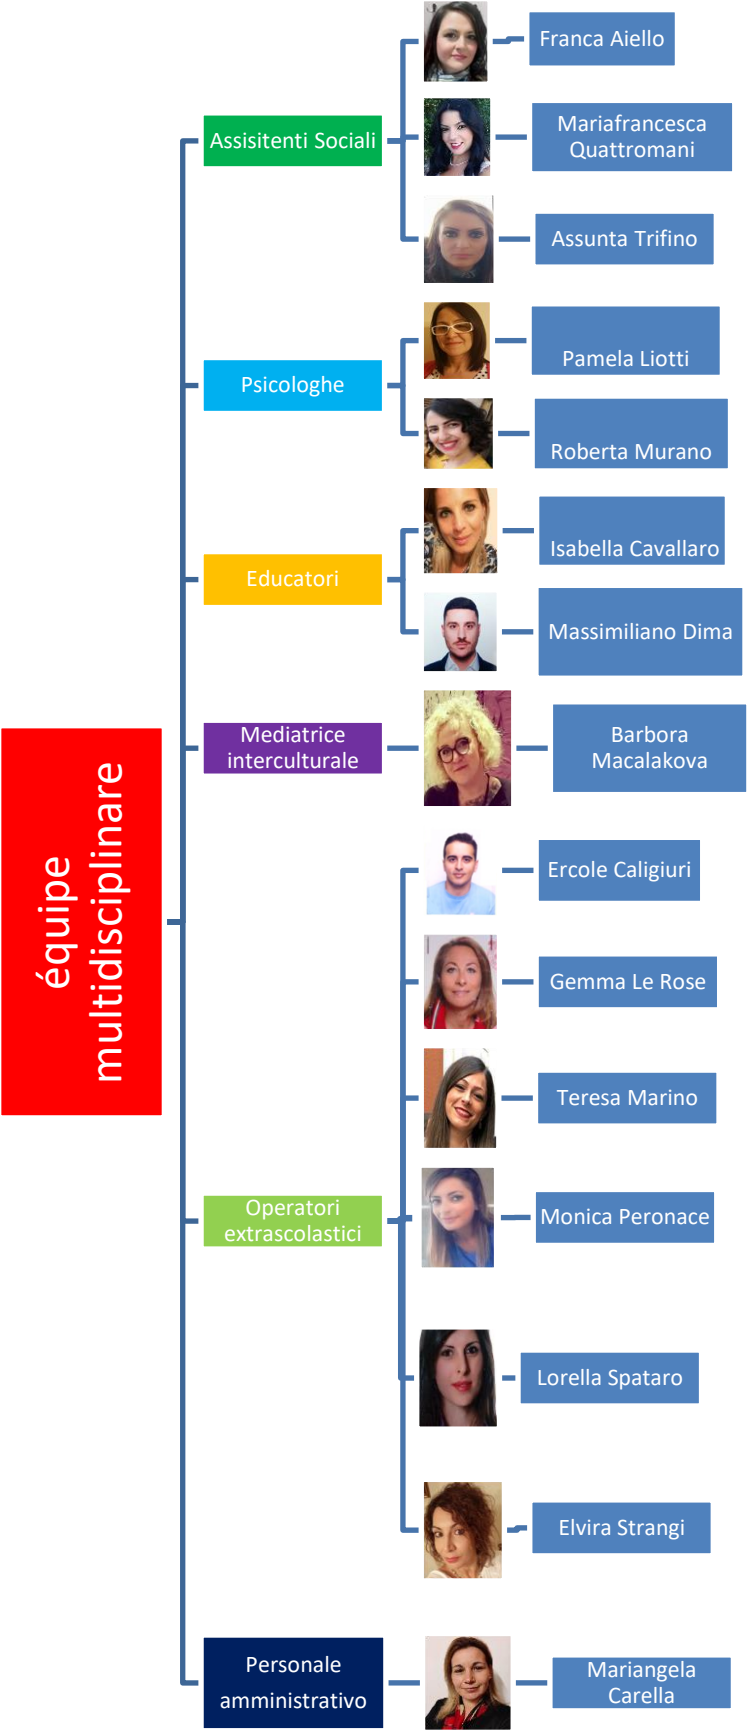 équipe
multidisciplinare
Assisitenti Sociali
Franca Aiello
Mariafrancesca
Quattromani
Assunta Trifino
Psicologhe
Pamela Liotti
Roberta Murano
Educatori
Isabella Cavallaro
Massimiliano Dima
Mediatrice
interculturale
Barbora
Macalakova
Operatori
extrascolastici
Ercole Caligiuri
Gemma Le Rose
Teresa Marino
Monica Peronace
Lorella Spataro
Elvira Strangi
Personale
amministrativo
Mariangela
Carella